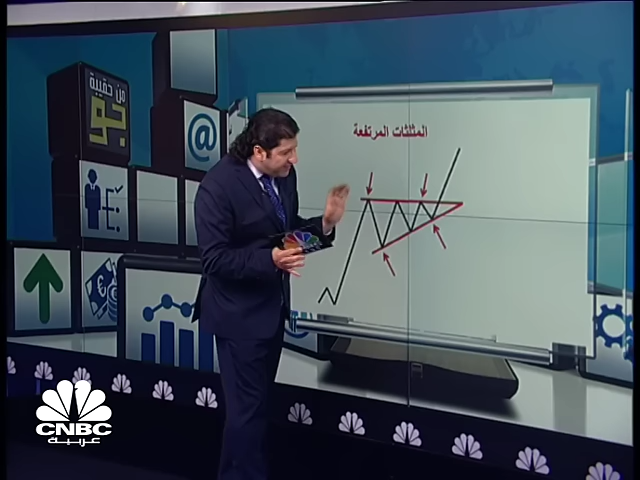 من حقيبة
جو
@
المثلثات المرتفعة
€
$
CNBC
عربية